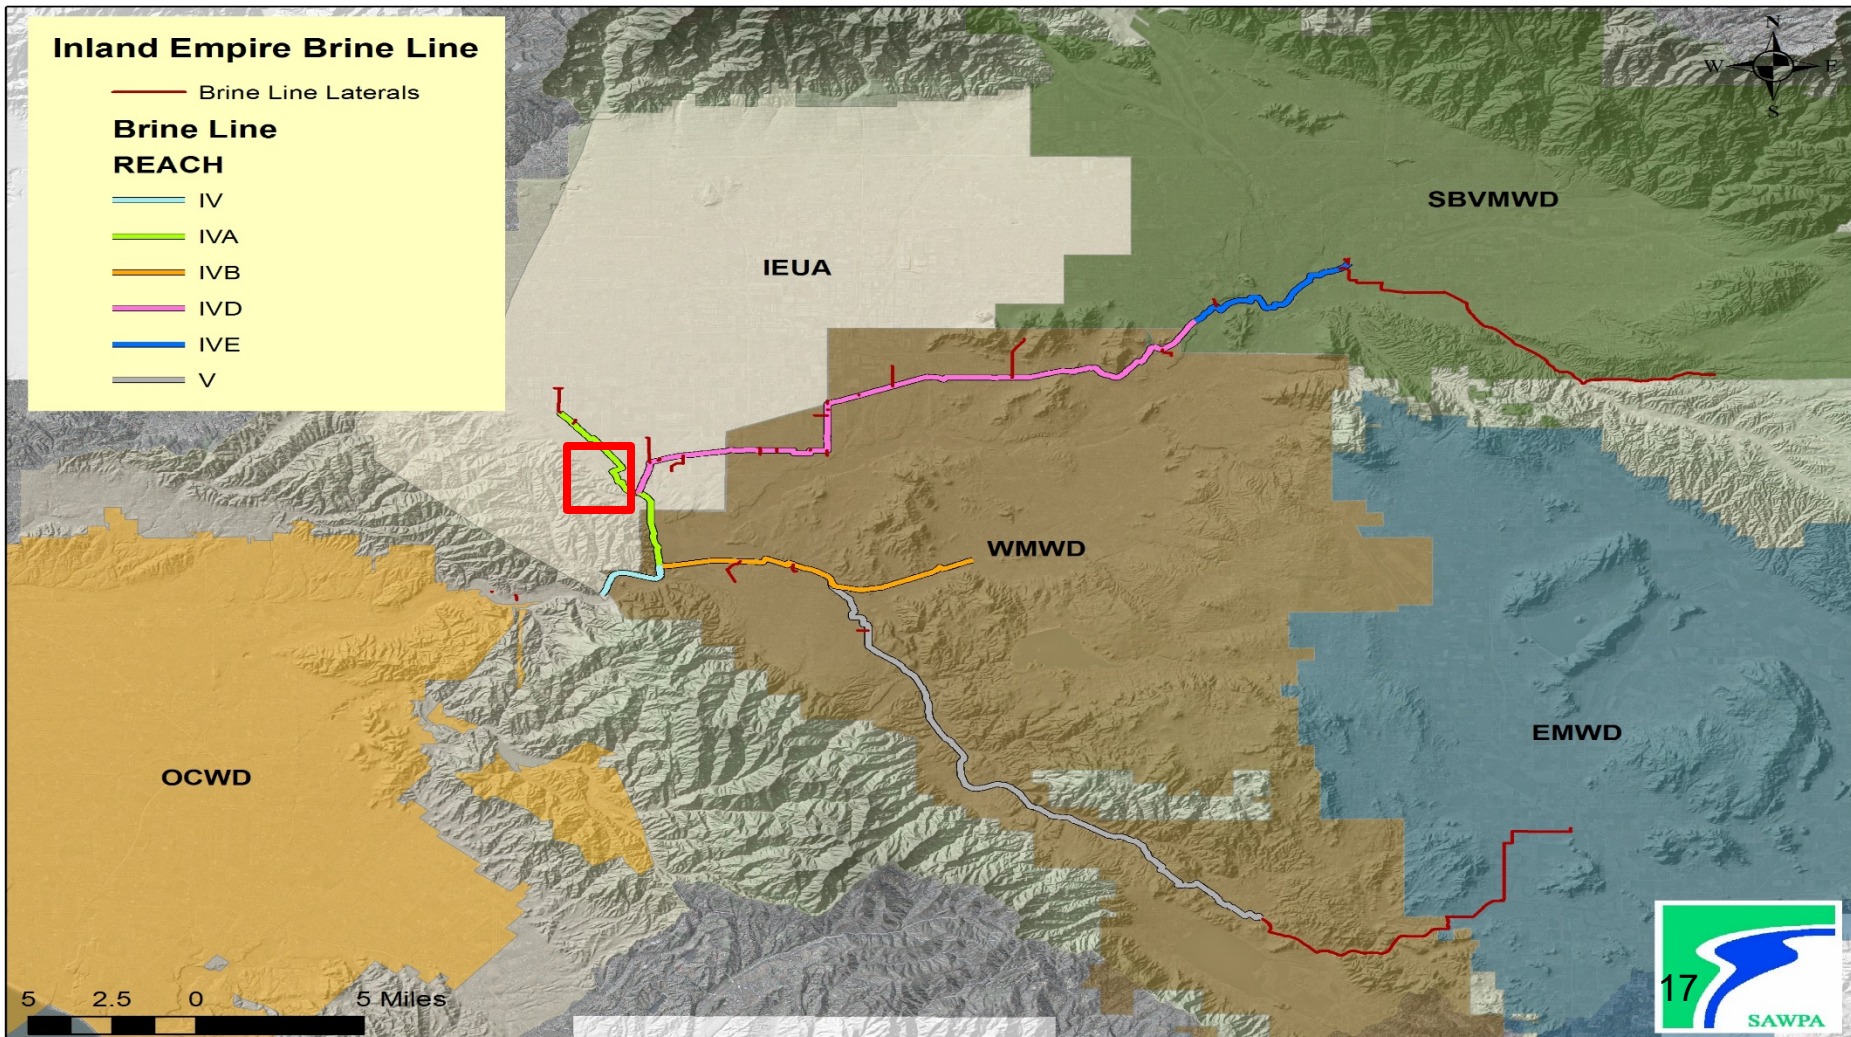 Inland Empire Brine Line
Brine Line Laterals
Brine Line
REACH
IV
IVA
IVB
IVD
IVE
V
N
W E
S
SBVMWD
IEUA
WMWD
EMWD
OCWD
5 2.5 0 5 Miles
17
SAWPA